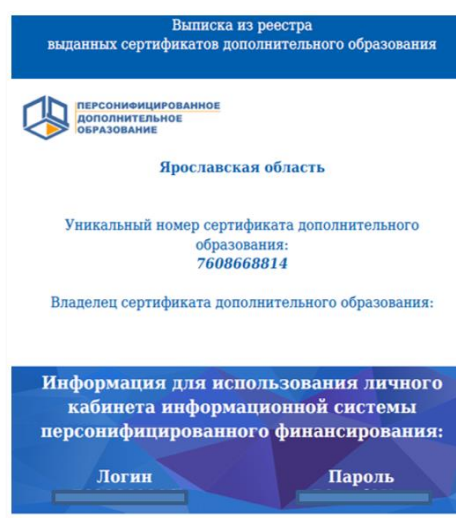 Выписка из реестра
выданных сертификатов дополнительного образования
ПЕРСОНИФИЦИРОВАННОЕ
ДОПОЛНИТЕЛЬНОЕ
ОБРАЗОВАНИЕ
Ярославская область
Уникальный номер сертификата дополнительного
образования:
7608668814
Владелец сертификата дополнительного образования:
Информация для использования личного
кабинета информационной системы
персонифицированного финансирования:
Логин Пароль